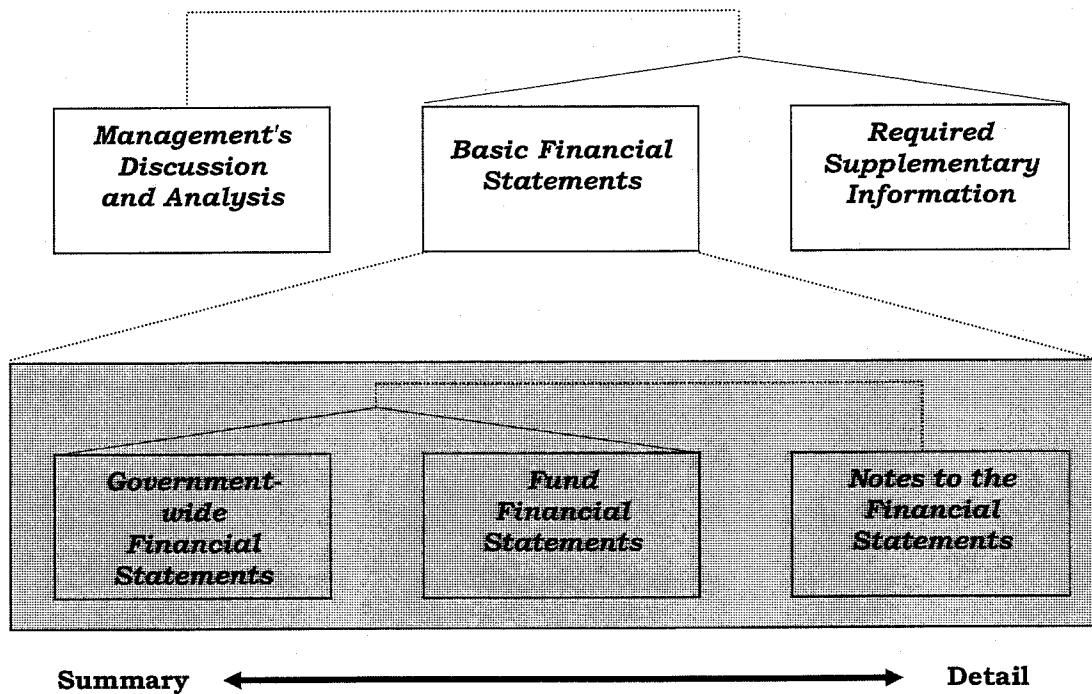 Management's
Discussion
and Analysis
Basic Financial
Statements
Required
Supplementary
Information
Government-
wide
Financial
Statements
Fund
Financial
Statements
Notes to the
Financial
Statements
Summary
Detail